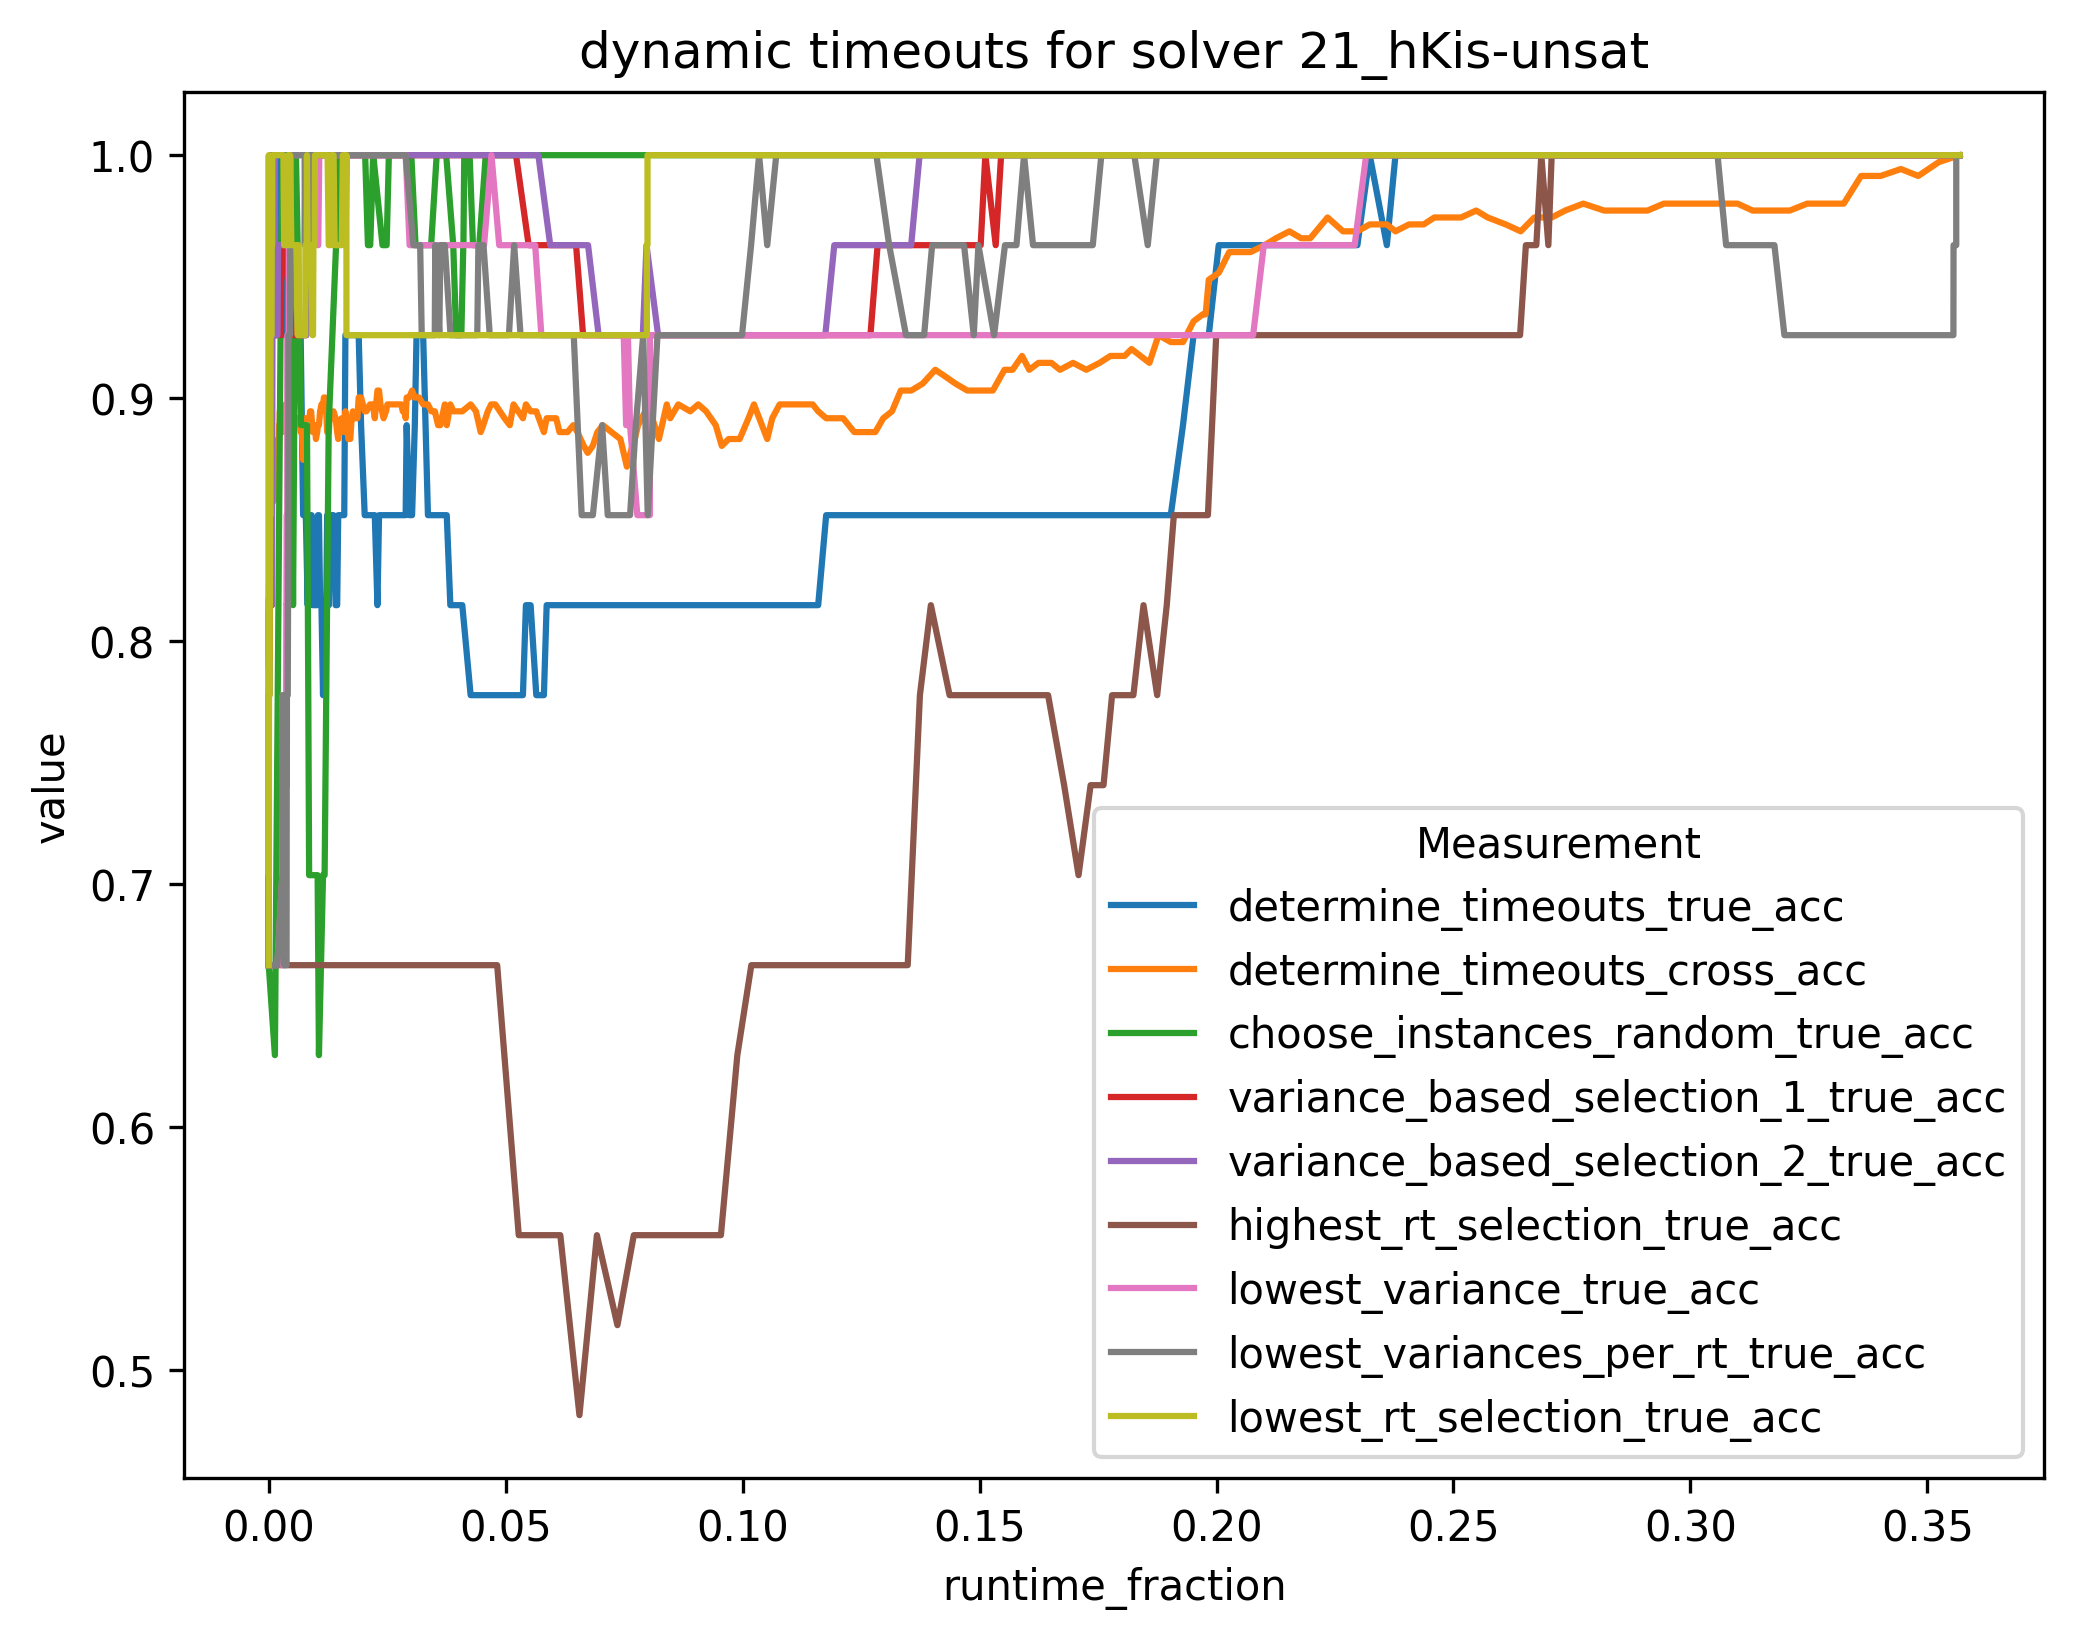 dynamic timeouts for solver 21_hKis-unsat
1.0
0.9
0.8
0.7
0.6
0.5
value
0.00 0.05 0.10 0.15 0.20 0.25 0.30 0.35
runtime_fraction
Measurement
determine_timeouts_true_acc
determine_timeouts_cross_acc
choose_instances_random_true_acc
variance_based_selection_1_true_acc
variance_based_selection_2_true_acc
highest_rt_selection_true_acc
lowest_variance_true_acc
lowest_variances_per_rt_true_acc
lowest_rt_selection_true_acc